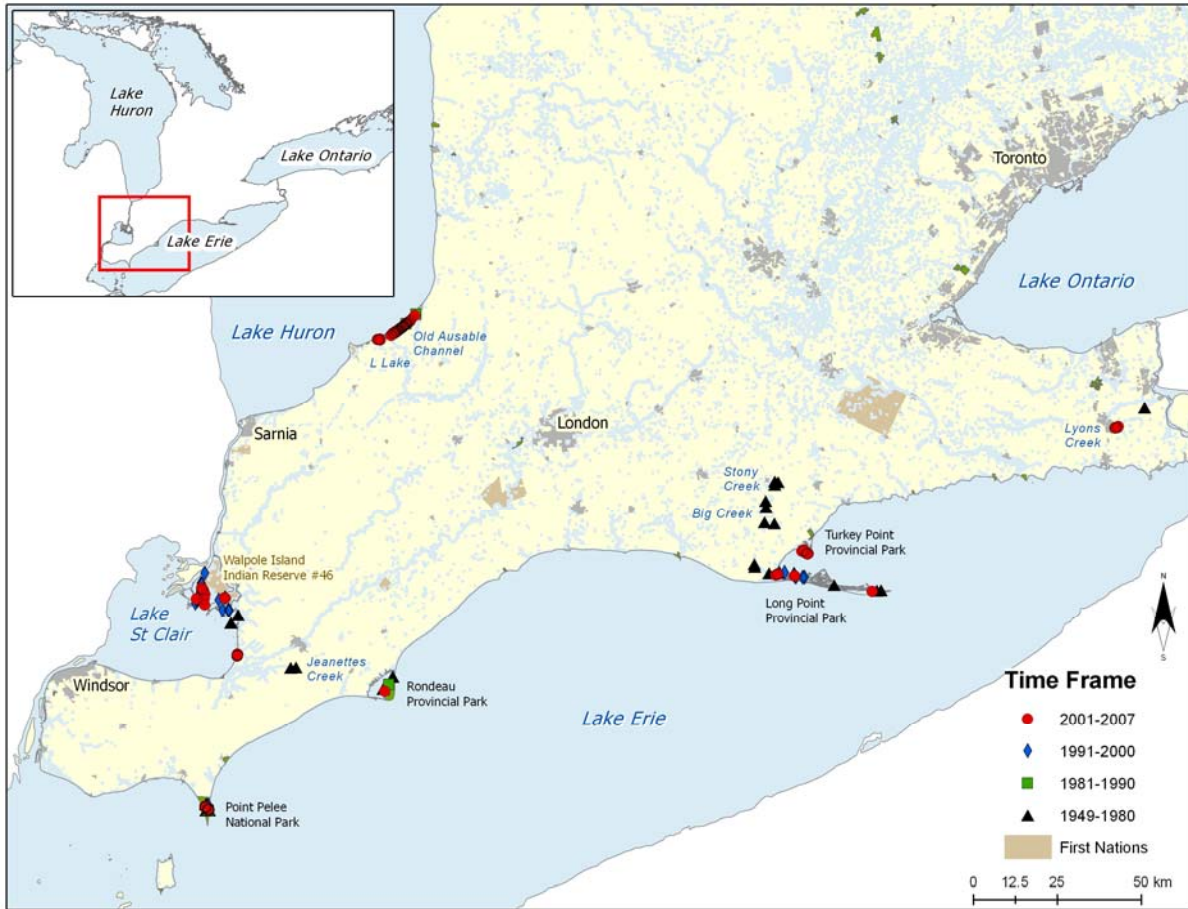 Lake
Huron
Lake Ontario
Lake Erie
Toronto
Lake Ontario
Lake Huron
Old Ausable
Channel
L Lake
London
Sarnia
Lyons
Creek
Stony
Creek
Big Creek
Turkey Point
Provincial Park
Walpole Island
Indian Reserve #46
Long Point
Provincial Park
N
S
Lake
St Clair
Jeanettes
Creek
Windsor
Rondeau
Provincial Park
Lake Erie
Point Pelee
National Park
Time Frame
2001-2007
1991-2000
1981-1990
1949-1980
First Nations
0 12.5 25 50 km